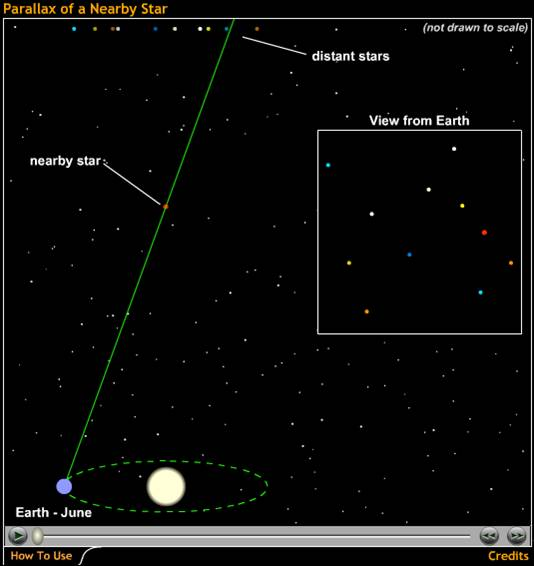 Parallax of a Nearby Star
(not drawn to scale)
distant stars
View from Earth
nearby star
Earth - June
How To Use
Credits